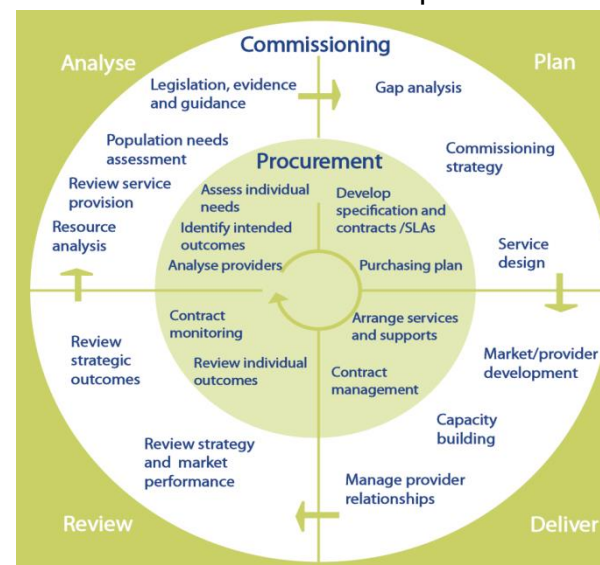 Commissioning
Analyse
Plan
Legislation, evidence
and guidance
Gap analysis
Population needs
assessment
Commissioning
strategy
Review service
provision
Resource
analysis
Service
design
Procurement
Assess individual
needs
Identify intended
outcomes
Analyse providers
Develop
specification and
contracts /SLAs
Purchasing plan
Contract
monitoring
Review individual
outcomes
Arrange services
and supports
Contract
management
Review
strategic
outcomes
Market/provider
development
Capacity
building
Review strategy
and market
performance
Manage provider
relationships
Review
Deliver